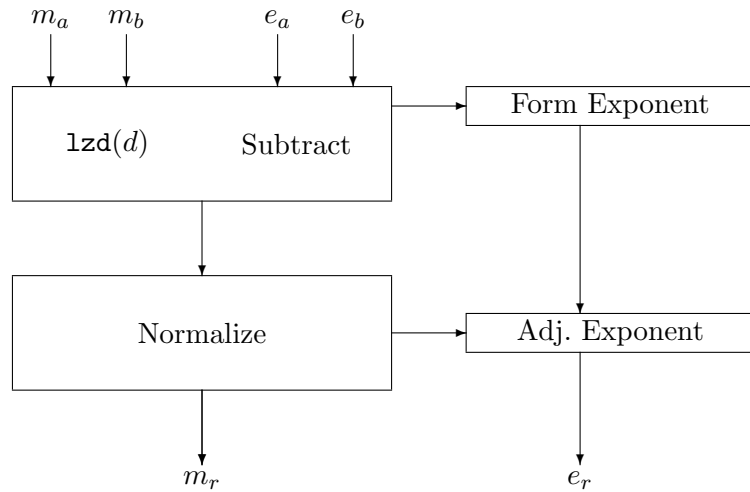 m_a m_b e_a e_b
lzd(d) Subtract Form Exponent
Normalize Adj. Exponent
m_r e_r